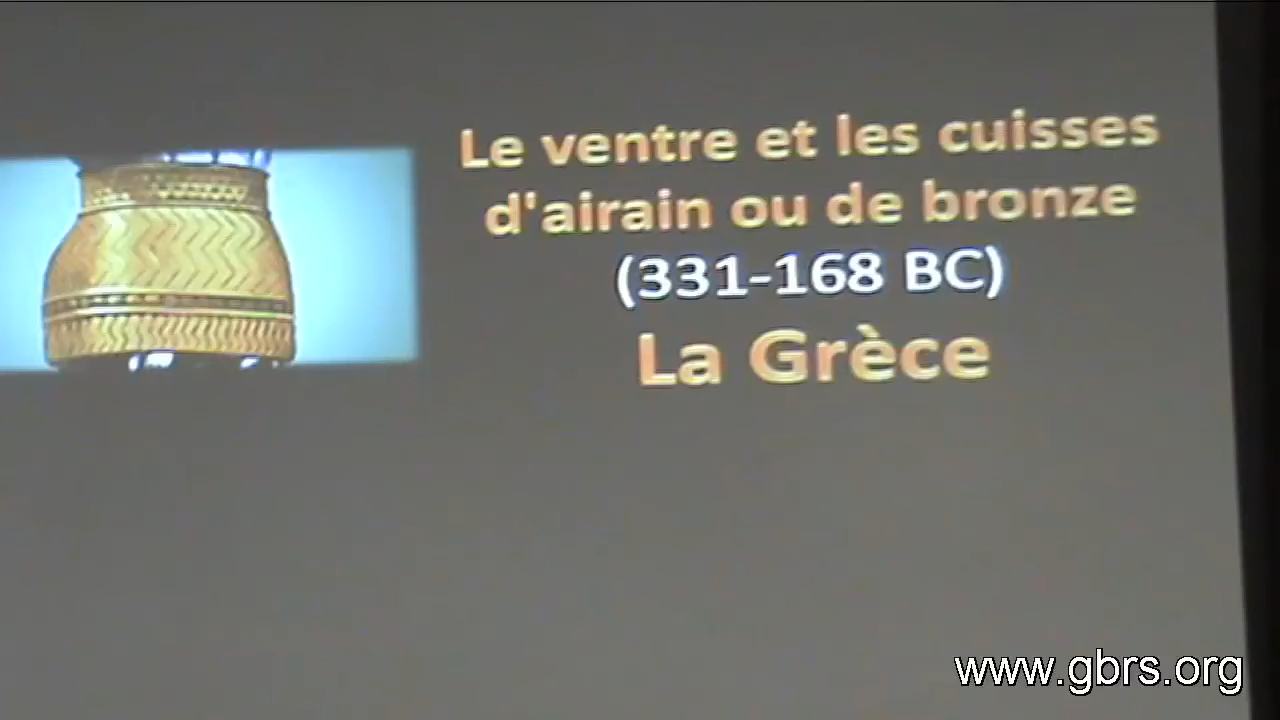 Le ventre et les cuisses
d'airain ou de bronze
(331-168 BC)
La Grèce
www.gbrs.org